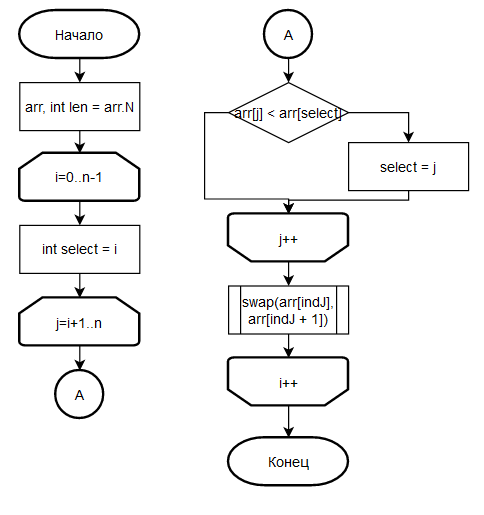 Начало
arr, int len = arr.N
i=0..n-1
int select = i
j=i+1..n
A
A
arr[j] < arr[select]
select = j
j++
swap(arr[indJ],
arr[indJ + 1])
i++
Конец